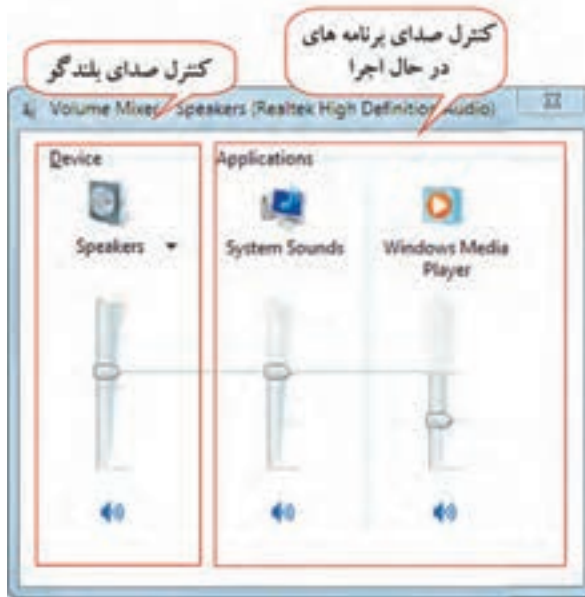 کنترل صدای برنامه های
در حال اجرا
کنترل صدای بلندگو
Volume Mixer - Speakers (Realtek High Definition Audio)
Device
Applications
Speakers
System Sounds
Windows Media
Player